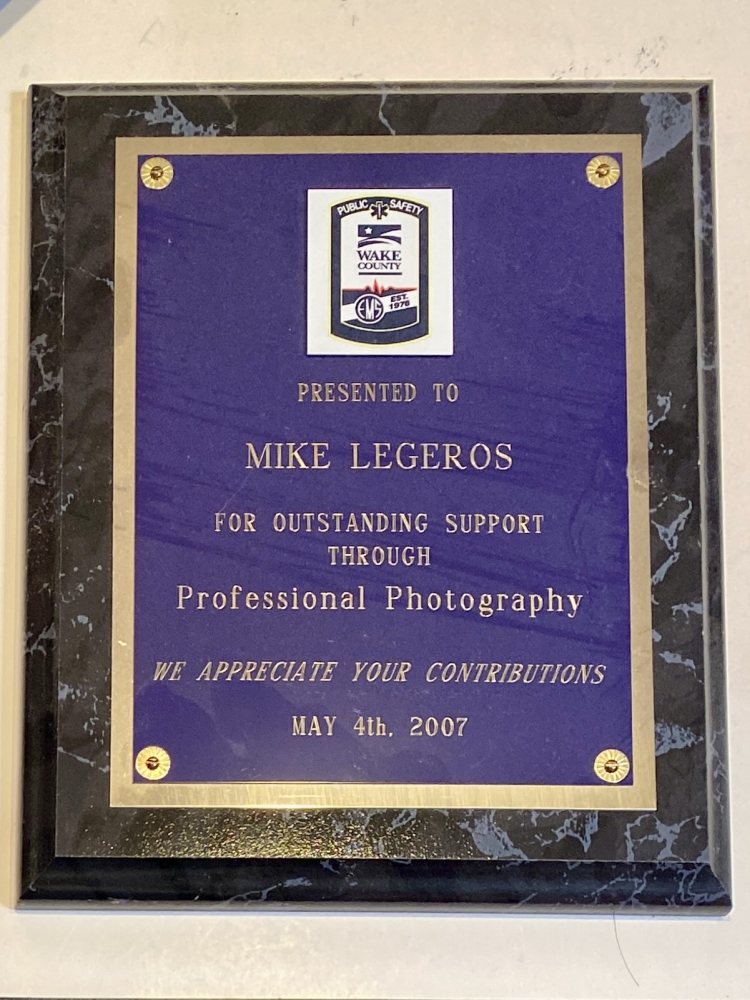 PUBLIC SAFETY
WAKE
COUNTY
EMS
EST.
1976
PRESENTED TO
MIKE LEGEROS
FOR OUTSTANDING SUPPORT
THROUGH
Professional Photography
WE APPRECIATE YOUR CONTRIBUTIONS
MAY 4th, 2007